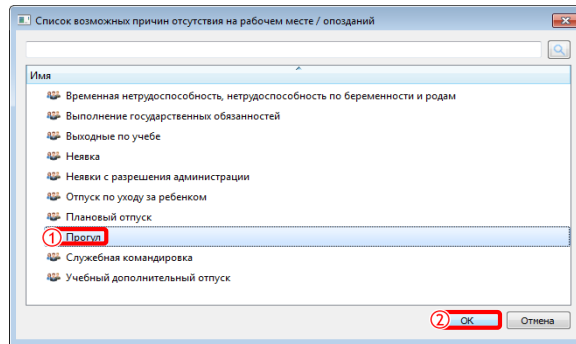 Список возможных причин отсутствия на рабочем месте / опозданий
Имя
Временная нетрудоспособность, нетрудоспособность по беременности и родам
Выполнение государственных обязанностей
Выходные по учебе
Неявка
Неявки с разрешения администрации
Отпуск по уходу за ребенком
Плановый отпуск
1 Прогул
Служебная командировка
Учебный дополнительный отпуск
2 ОК Отмена